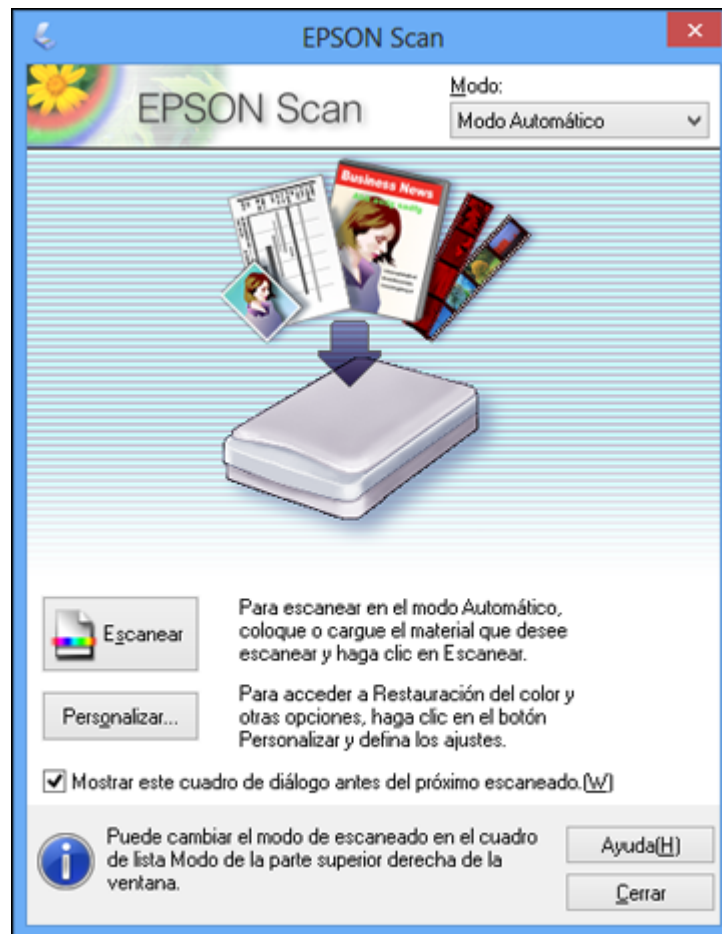 EPSON Scan
EPSON Scan
Modo:
Modo Automático
Business News
Escanear
Para escanear en el modo Automático,
coloque o cargue el material que desee
escanear y haga clic en Escanear.
Personalizar...
Para acceder a Restauración del color y
otras opciones, haga clic en el botón
Personalizar y defina los ajustes.
Mostrar este cuadro de diálogo antes del próximo escaneado.(W)
Puede cambiar el modo de escaneado en el cuadro
de lista Modo de la parte superior derecha de la
ventana.
Ayuda(H)
Cerrar